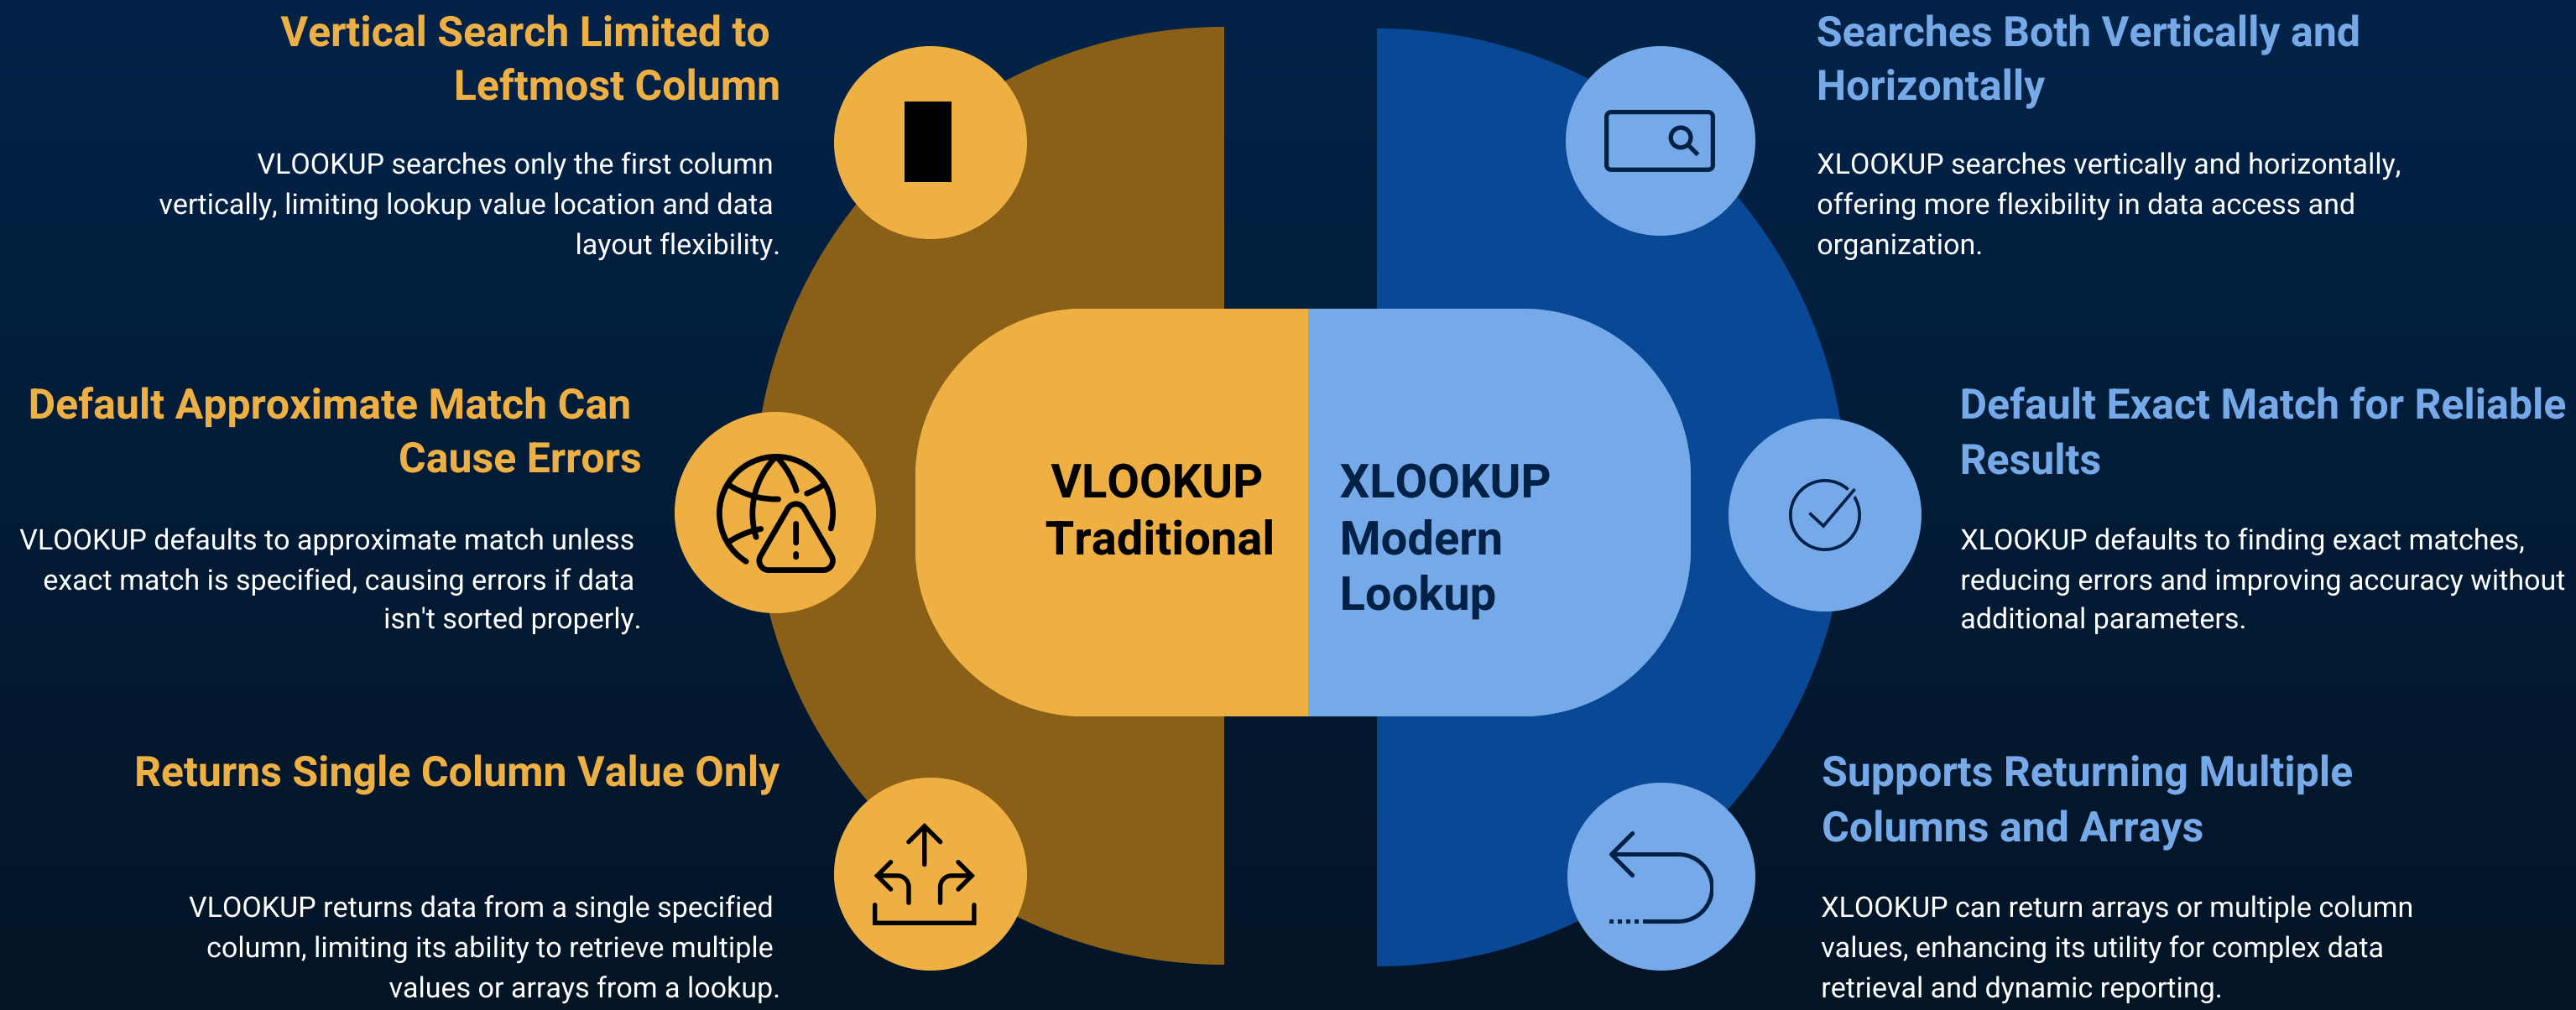 Vertical Search Limited to
Leftmost Column
VLOOKUP searches only the first column
vertically, limiting lookup value location and data
layout flexibility.
Default Approximate Match Can
Cause Errors
VLOOKUP defaults to approximate match unless
exact match is specified, causing errors if data
isn't sorted properly.
Returns Single Column Value Only
VLOOKUP returns data from a single specified
column, limiting its ability to retrieve multiple
values or arrays from a lookup.
VLOOKUP
Traditional
XLOOKUP
Modern
Lookup
Searches Both Vertically and
Horizontally
XLOOKUP searches vertically and horizontally,
offering more flexibility in data access and
organization.
Default Exact Match for Reliable
Results
XLOOKUP defaults to finding exact matches,
reducing errors and improving accuracy without
additional parameters.
Supports Returning Multiple
Columns and Arrays
XLOOKUP can return arrays or multiple column
values, enhancing its utility for complex data
retrieval and dynamic reporting.